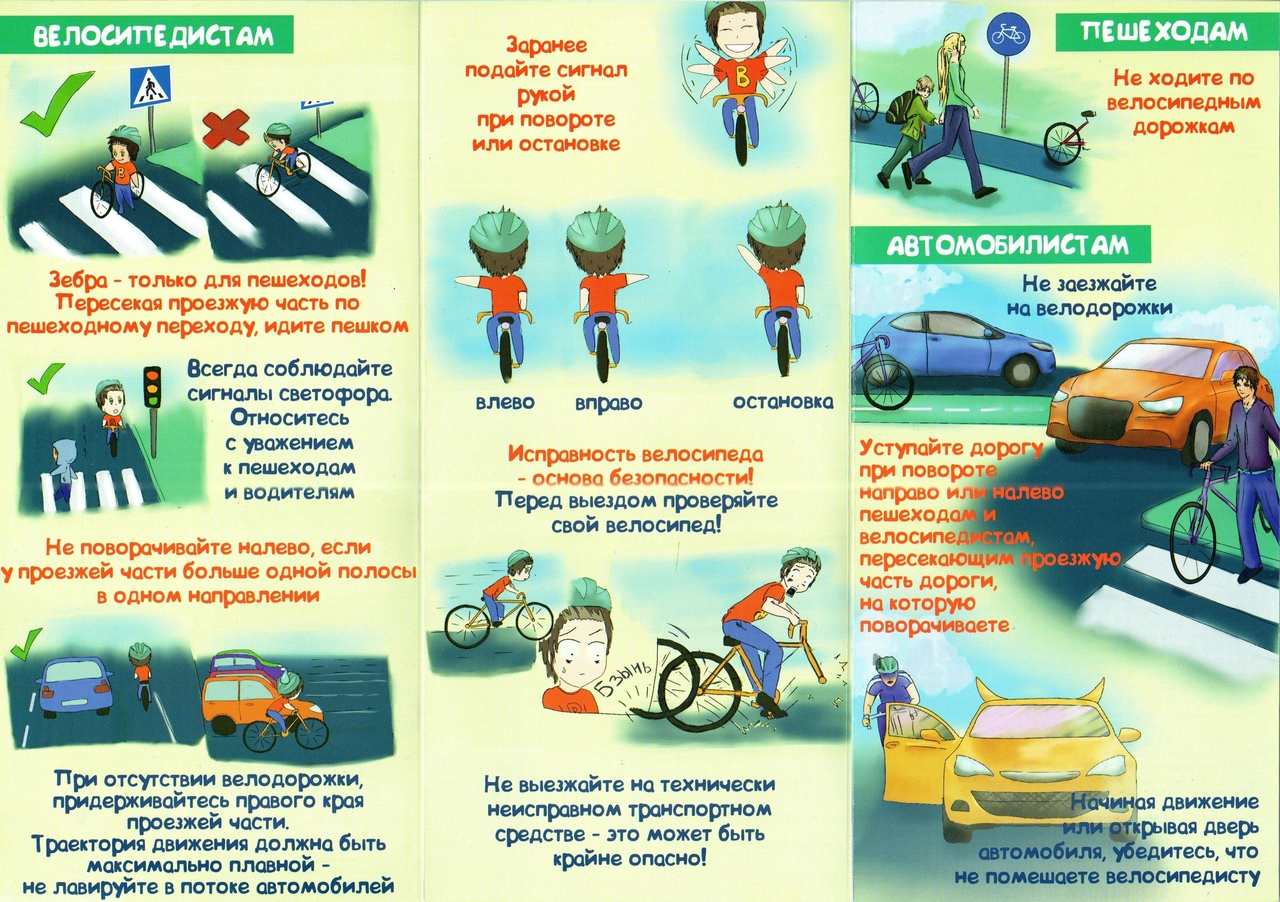 ВЕЛОСИПЕДИСТАМ
Зебра - только для пешеходов!
Пересекая проезжую часть по
пешеходному переходу, идите пешком
Всегда соблюдайте
сигналы светофора.
Относитесь
с уважением
к пешеходам
и водителям
Не поворачивайте налево, если
у проезжей части больше одной полосы
в одном направлении
При отсутствии велодорожки,
придерживайтесь правого края
проезжей части.
Траектория движения должна быть
максимально плавной -
не лавируйте в потоке автомобилей
Заранее
подайте сигнал
рукой
при повороте
или остановке
В
влево
вправо
остановка
Исправность велосипеда
- основа безопасности!
Перед выездом проверяйте
свой велосипед!
Бзынь
Не выезжайте на технически
неисправном транспортном
средстве - это может быть
крайне опасно!
ПЕШЕХОДАМ
Не ходите по
велосипедным
дорожкам
АВТОМОБИЛИСТАМ
Не заезжайте
на велодорожки
Уступайте дорогу
при повороте
направо или налево
пешеходам и
велосипедистам,
пересекающим проезжую
часть дороги,
на которую
поворачиваете
Начиная движение
или открывая дверь
автомобиля, убедитесь, что
не помешаете велосипедисту